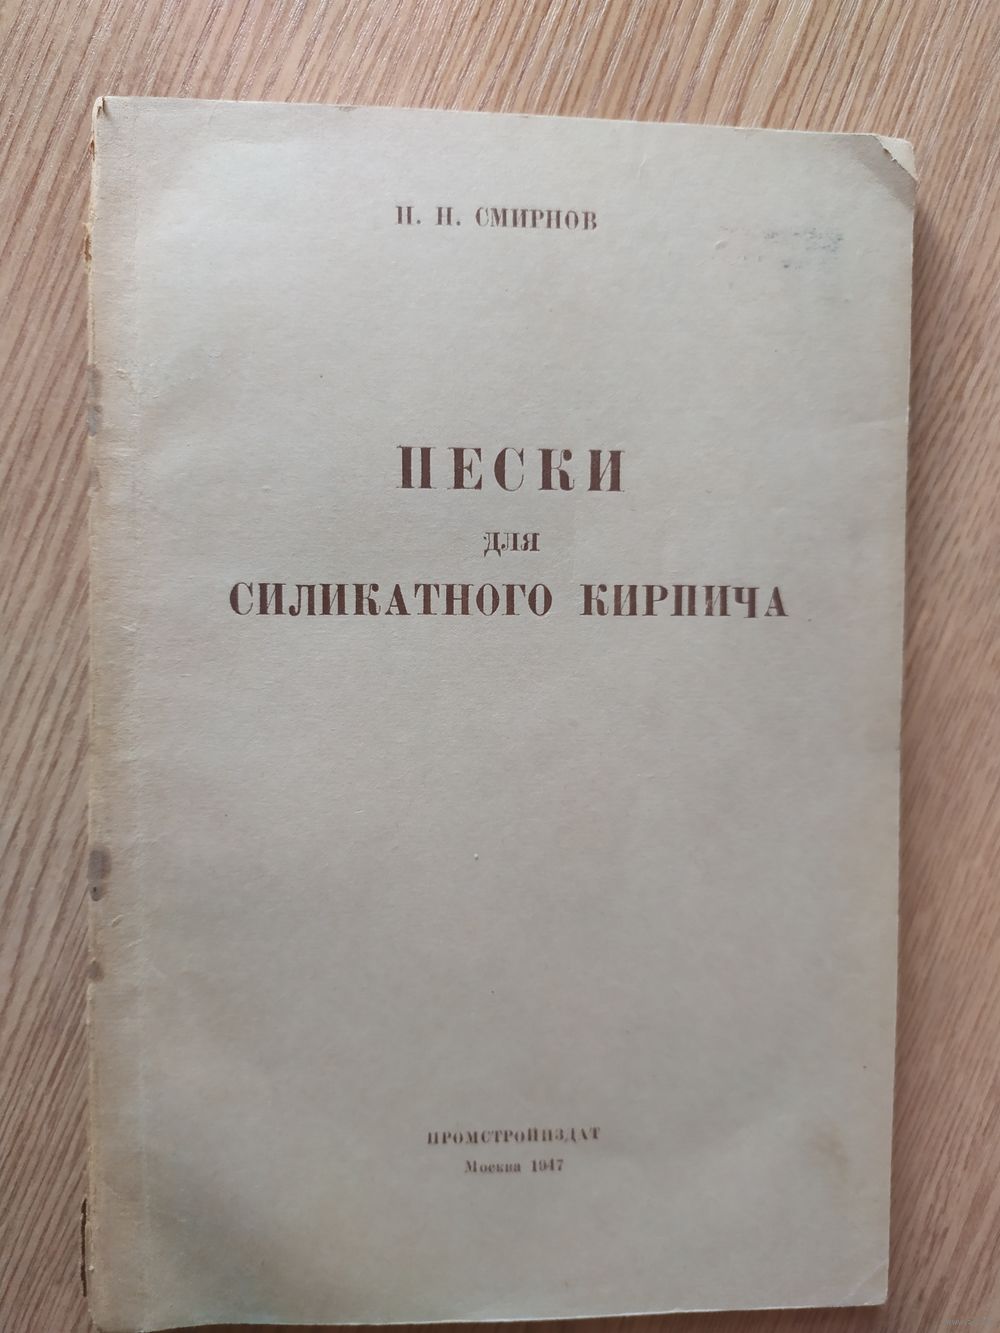 Н. Н. СМИРНОВ
ПЕСКИ
для
СИЛИКАТНОГО КИРПИЧА
ПРОМСТРОЙИЗДАТ
Москва 1947